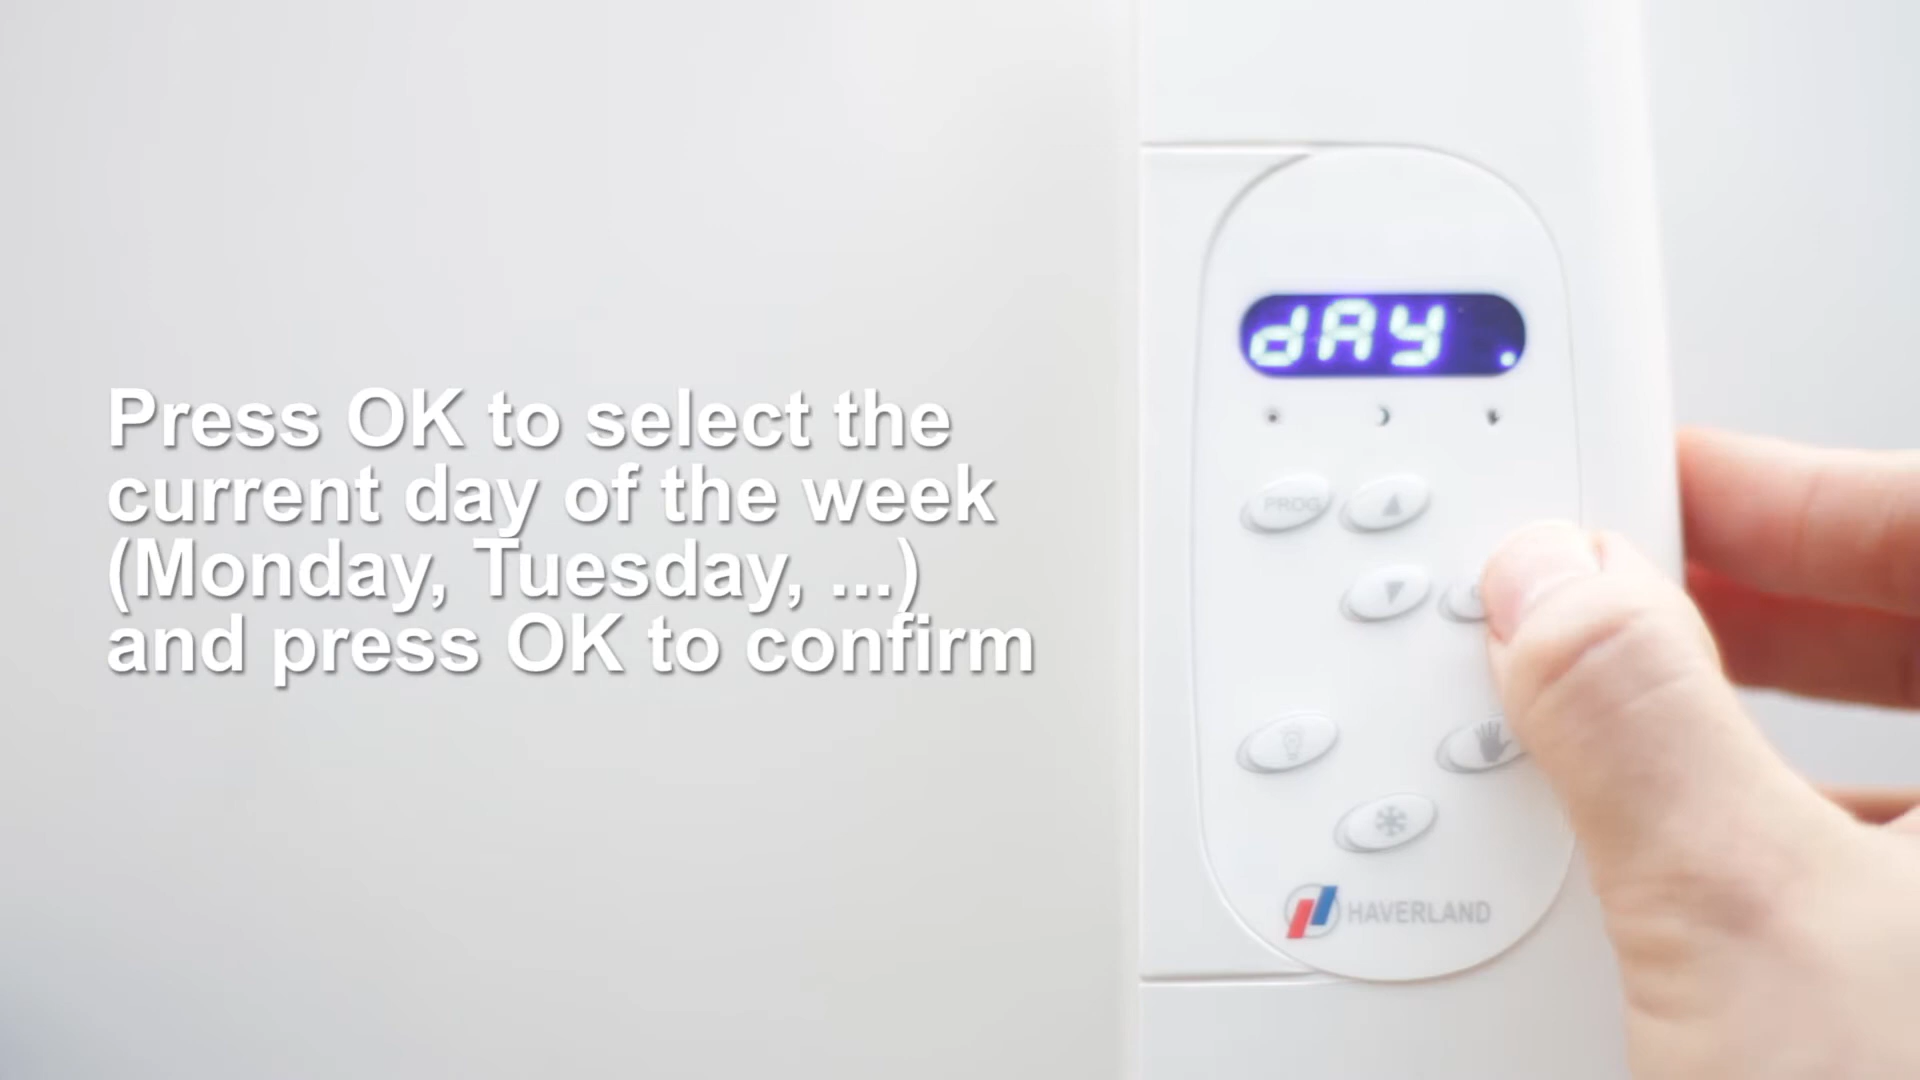 Press OK to select the
current day of the week
(Monday, Tuesday, ...)
and press OK to confirm
dAY .
PROG
HAVERLAND